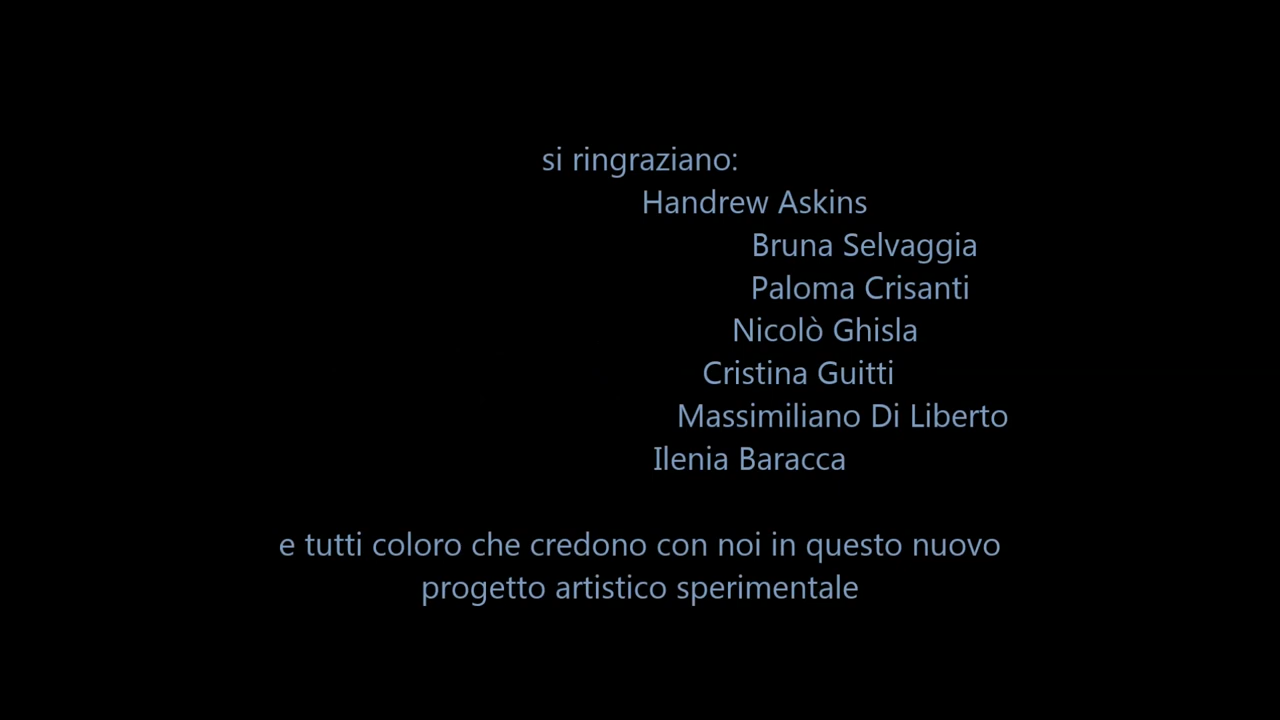 si ringraziano:
Handrew Askins
Bruna Selvaggia
Paloma Crisanti
Nicolò Ghisla
Cristina Guitti
Massimiliano Di Liberto
Ilenia Baracca
e tutti coloro che credono con noi in questo nuovo
progetto artistico sperimentale